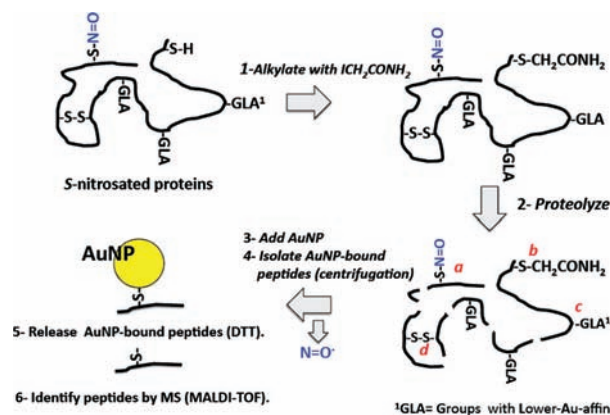 S-N=O
S-H
-GLA¹
-GLA
-GLA
-S-S-
S-nitrosated proteins
1-Alkylate with ICH₂CONH₂
S-N=O
-S-CH₂CONH₂
-GLA
-GLA
-GLA
-S-S-
2- Proteolyze
S-N=O
a
b
-S-CH₂CONH₂
c
-GLA¹
-GLA
-GLA
-S-S-
d
¹GLA= Groups with Lower-Au-affin
3- Add AuNP
4- Isolate AuNP-bound
peptides (centrifugation)
N=O·
AuNP
-S-
5- Release AuNP-bound peptides (DTT).
-S-
6- Identify peptides by MS (MALDI-TOF).